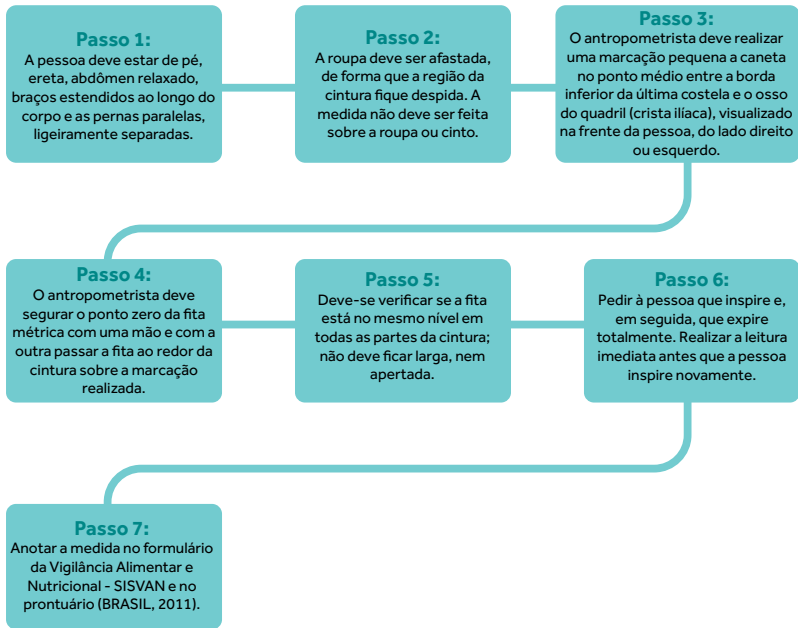 Passo 1:
A pessoa deve estar de pé,
ereta, abdômen relaxado,
braços estendidos ao longo do
corpo e as pernas paralelas,
ligeiramente separadas.
Passo 2:
A roupa deve ser afastada,
de forma que a região da
cintura fique despida. A
medida não deve ser feita
sobre a roupa ou cinto.
Passo 3:
O antropometrista deve realizar
uma marcação pequena a caneta
no ponto médio entre a borda
inferior da última costela e o osso
do quadril (crista ilíaca), visualizado
na frente da pessoa, do lado direito
ou esquerdo.
Passo 4:
O antropometrista deve
segurar o ponto zero da fita
métrica com uma mão e com a
outra passar a fita ao redor da
cintura sobre a marcação
realizada.
Passo 5:
Deve-se verificar se a fita
está no mesmo nível em
todas as partes da cintura;
não deve ficar larga, nem
apertada.
Passo 6:
Pedir à pessoa que inspire e,
em seguida, que expire
totalmente. Realizar a leitura
imediata antes que a pessoa
inspire novamente.
Passo 7:
Anotar a medida no formulário
da Vigilância Alimentar e
Nutricional - SISVAN e no
prontuário (BRASIL, 2011).